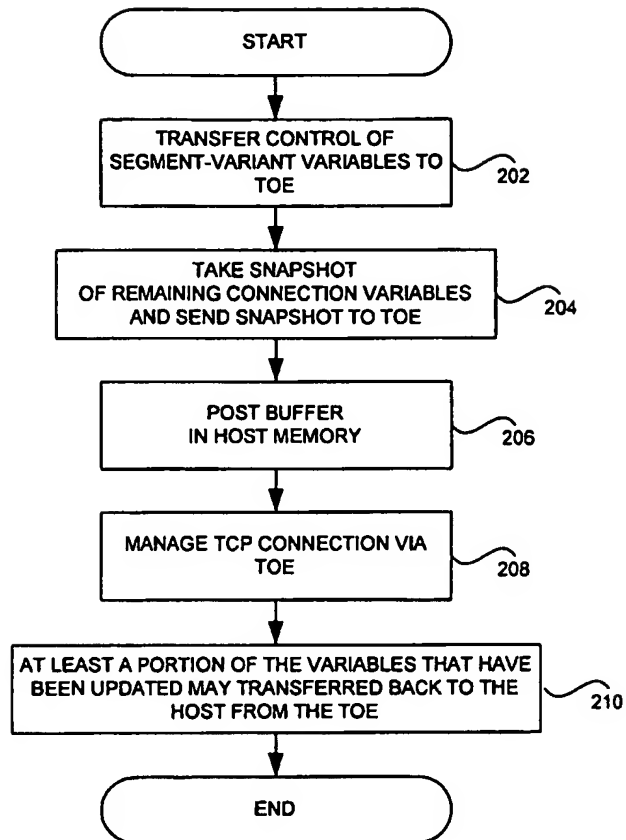 START
TRANSFER CONTROL OF
SEGMENT-VARIANT VARIABLES TO
TOE
202
TAKE SNAPSHOT
OF REMAINING CONNECTION VARIABLES
AND SEND SNAPSHOT TO TOE
204
POST BUFFER
IN HOST MEMORY
206
MANAGE TCP CONNECTION VIA
TOE
208
AT LEAST A PORTION OF THE VARIABLES THAT HAVE
BEEN UPDATED MAY TRANSFERRED BACK TO THE
HOST FROM THE TOE
210
END